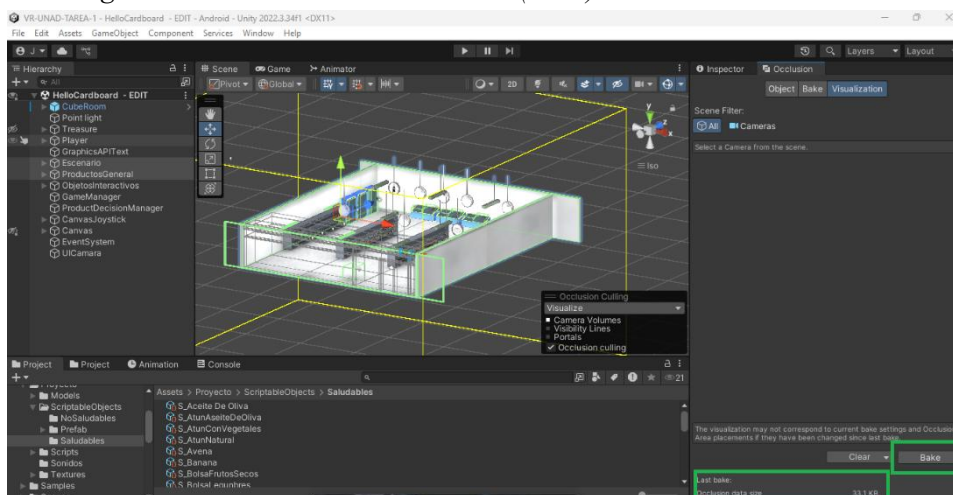 VR-UNAD-TAREA-1 - HelloCardboard - EDIT - Android - Unity 2022.3.34f1 <DX11>
File Edit Assets GameObject Component Services Window Help
J
Layers Layout
Hierarchy
All
HelloCardboard - EDIT
CubeRoom
Point light
Treasure
Player
GraphicsAPIText
Escenario
ProductosGeneral
ObjetosInteractivos
GameManager
ProductDecisionManager
CanvasJoystick
Canvas
EventSystem
UICamara
Scene Game Animator
Pivot Global 2D
y
x
z
Iso
Occlusion Culling
Visualize
Camera Volumes
Visibility Lines
Portals
Occlusion culling
Inspector Occlusion
Object Bake Visualization
Scene Filter:
All Cameras
Select a Camera from the scene.
The visualization may not correspond to current bake settings and Occlusion
Area placements if they have been changed since last bake.
Clear Bake
Last bake:
Occlusion data size 33.1 KB
Project Project Animation Console
21
Models
ScriptableObjects
NoSaludables
Prefab
Saludables
Scripts
Sonidos
Textures
Samples
Assets > Proyecto > ScriptableObjects > Saludables
S_Aceite De Oliva
S_AtunAseiteDeOliva
S_AtunConVegetales
S_AtunNatural
S_Avena
S_Banana
S_BolsaFrutosSecos
S_BolsaLegunbres